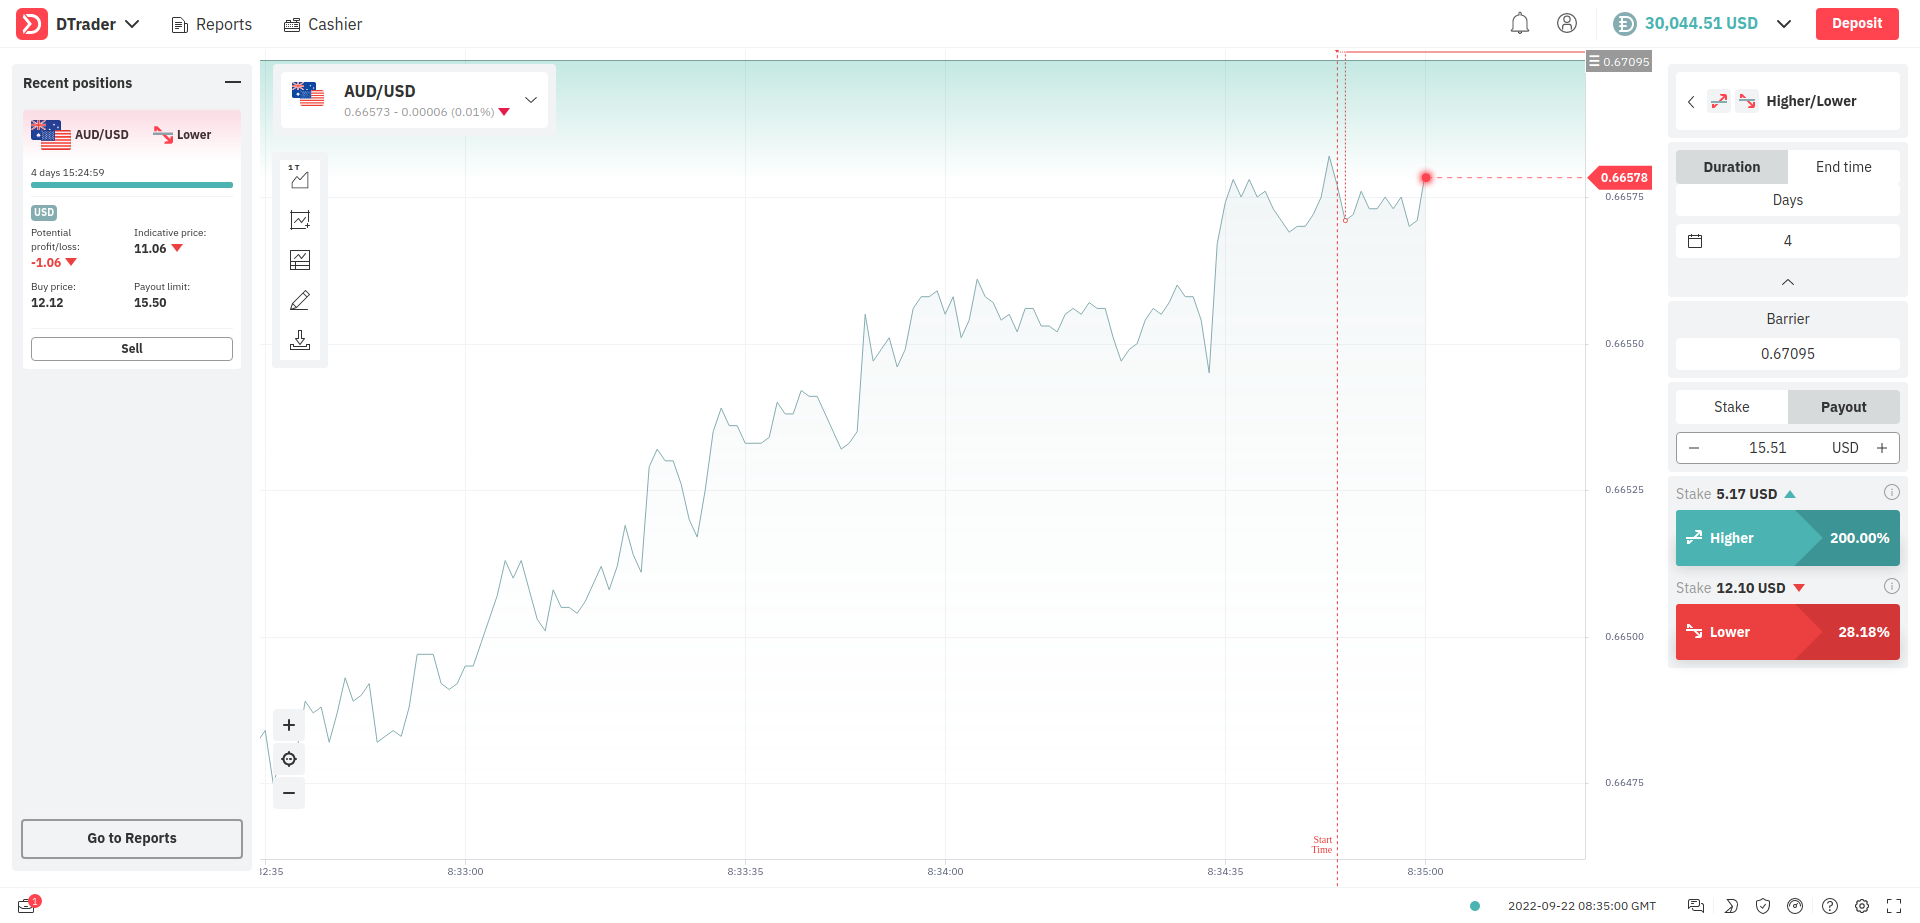 DTrader
Reports
Cashier
30,044.51 USD
Deposit
Recent positions
AUD/USD
Lower
4 days 15:24:59
USD
Potential
profit/loss:
-1.06
Indicative price:
11.06
Buy price:
12.12
Payout limit:
15.50
Sell
Go to Reports
AUD/USD
0.66573 - 0.00006 (0.01%)
1 T
0.67095
0.66578
0.66575
0.66550
0.66525
0.66500
0.66475
Start
Time
8:33:00
8:33:35
8:34:00
8:34:35
8:35:00
Higher/Lower
Duration
End time
Days
4
Barrier
0.67095
Stake
Payout
15.51
USD
Stake 5.17 USD
Higher
200.00%
Stake 12.10 USD
Lower
28.18%
1
2022-09-22 08:35:00 GMT